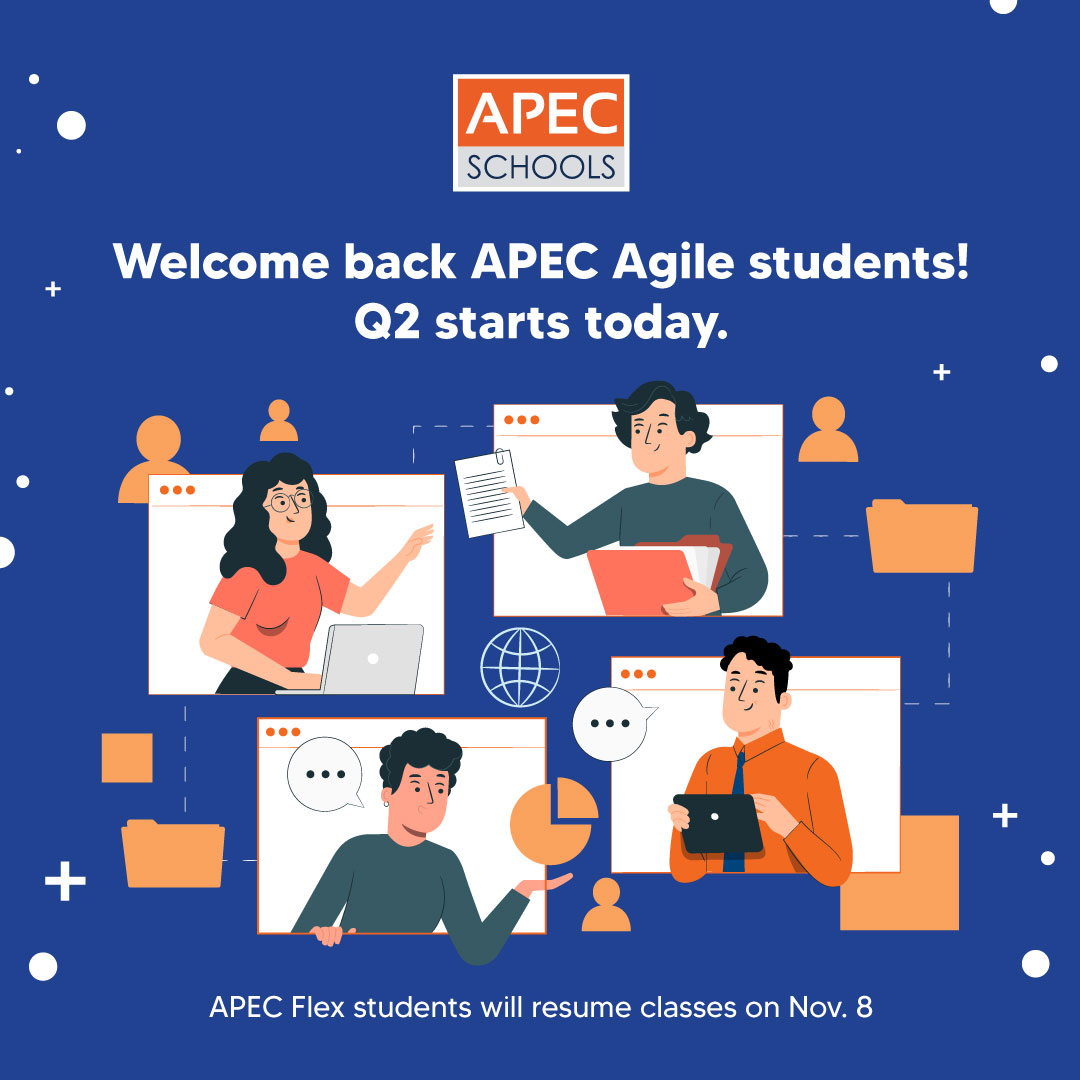 APEC
SCHOOLS
Welcome back APEC Agile students!
Q2 starts today.
APEC Flex students will resume classes on Nov. 8